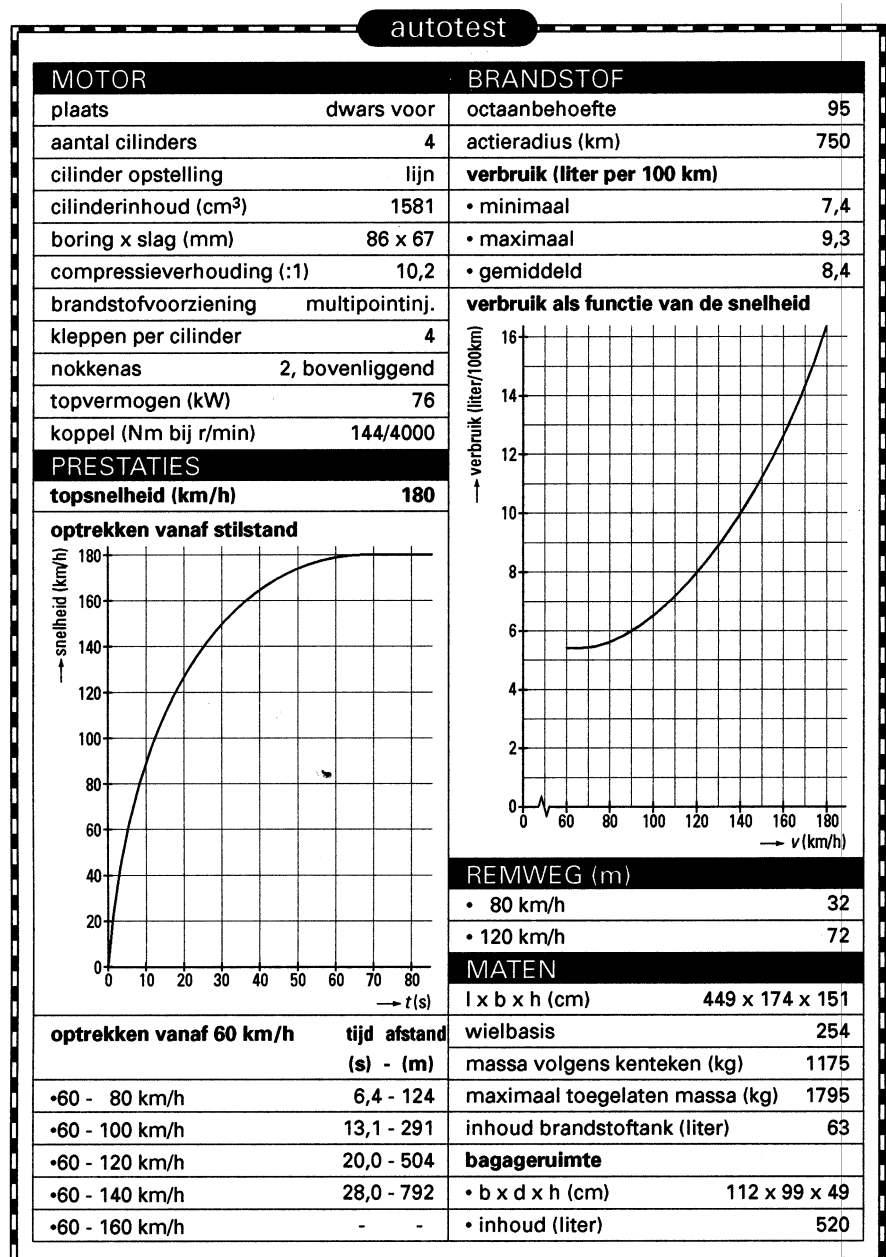 autotest
MOTOR
plaats dwars voor
aantal cilinders 4
cilinder opstelling lijn
cilinderinhoud (cm³) 1581
boring x slag (mm) 86 x 67
compressieverhouding (:1) 10,2
brandstofvoorziening multipointinj.
kleppen per cilinder 4
nokkenas 2, bovenliggend
topvermogen (kW) 76
koppel (Nm bij r/min) 144/4000
PRESTATIES
topsnelheid (km/h) 180
optrekken vanaf stilstand
snelheid (km/h)
180
160
140
120
100
80
60
40
20
0
0 10 20 30 40 50 60 70 80
t (s)
optrekken vanaf 60 km/h tijd afstand
(s) - (m)
•60 - 80 km/h 6,4 - 124
•60 - 100 km/h 13,1 - 291
•60 - 120 km/h 20,0 - 504
•60 - 140 km/h 28,0 - 792
•60 - 160 km/h - -
BRANDSTOF
octaanbehoefte 95
actieradius (km) 750
verbruik (liter per 100 km)
• minimaal 7,4
• maximaal 9,3
• gemiddeld 8,4
verbruik als functie van de snelheid
verbruik (liter/100km)
16
14
12
10
8
6
4
2
0
0 60 80 100 120 140 160 180
v (km/h)
REMWEG (m)
• 80 km/h 32
• 120 km/h 72
MATEN
l x b x h (cm) 449 x 174 x 151
wielbasis 254
massa volgens kenteken (kg) 1175
maximaal toegelaten massa (kg) 1795
inhoud brandstoftank (liter) 63
bagageruimte
• b x d x h (cm) 112 x 99 x 49
• inhoud (liter) 520